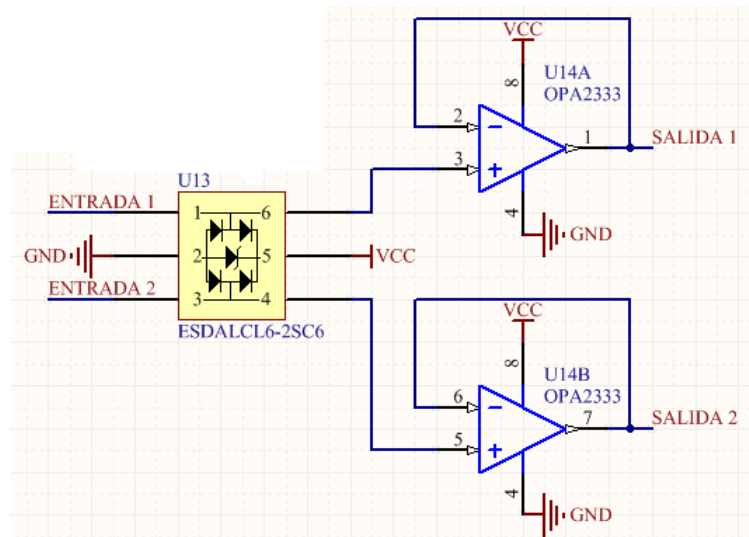 VCC
8
U14A
OPA2333
2
1
SALIDA 1
3
4
GND
U13
ENTRADA 1
1
6
GND
2
5
VCC
ENTRADA 2
3
4
ESDALCL6-2SC6
VCC
8
U14B
OPA2333
6
7
SALIDA 2
5
4
GND